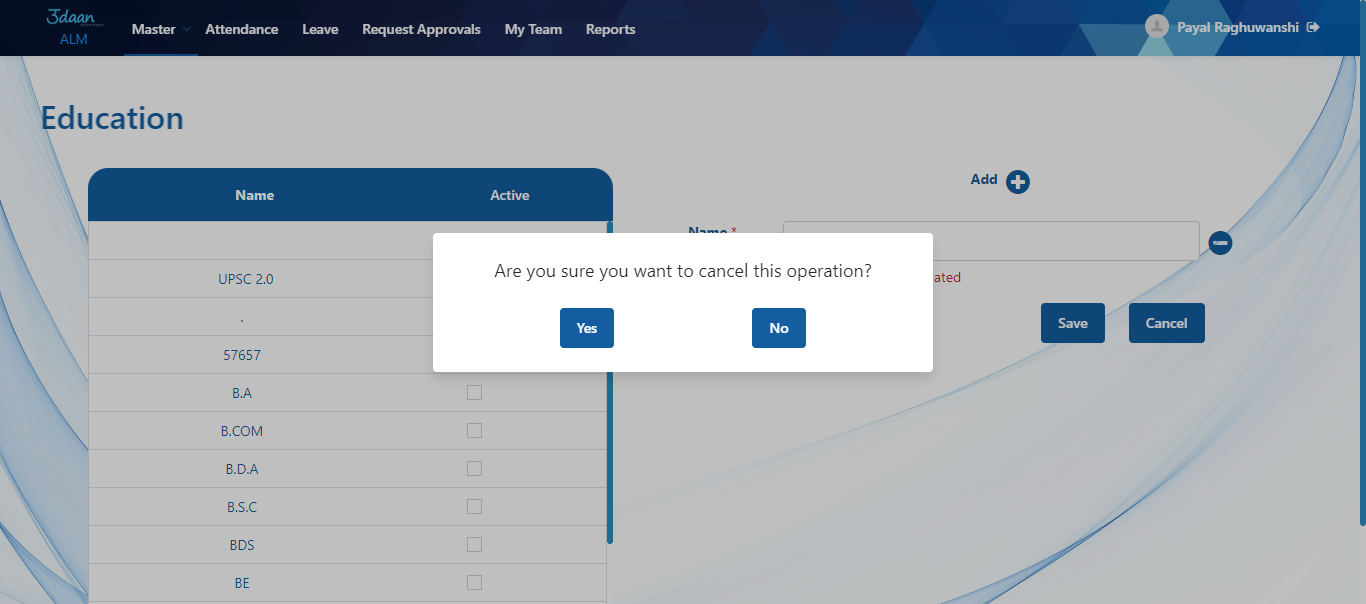 3daan
ALM
Master Attendance Leave Request Approvals My Team Reports
Payal Raghuwanshi
Education
Name Active
Add
Name *
UPSC 2.0
ated
.
57657
B.A
B.COM
B.D.A
B.S.C
BDS
BE
Save Cancel
Are you sure you want to cancel this operation?
Yes No